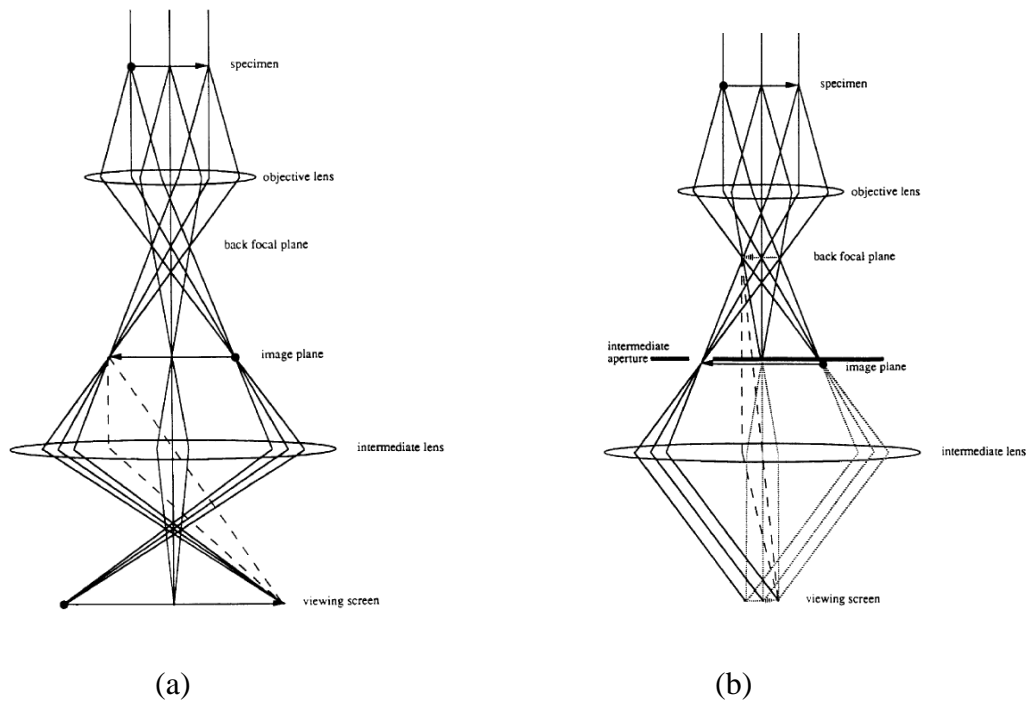 specimen
objective lens
back focal plane
image plane
intermediate lens
viewing screen
(a)
specimen
objective lens
back focal plane
intermediate
aperture
image plane
intermediate lens
viewing screen
(b)